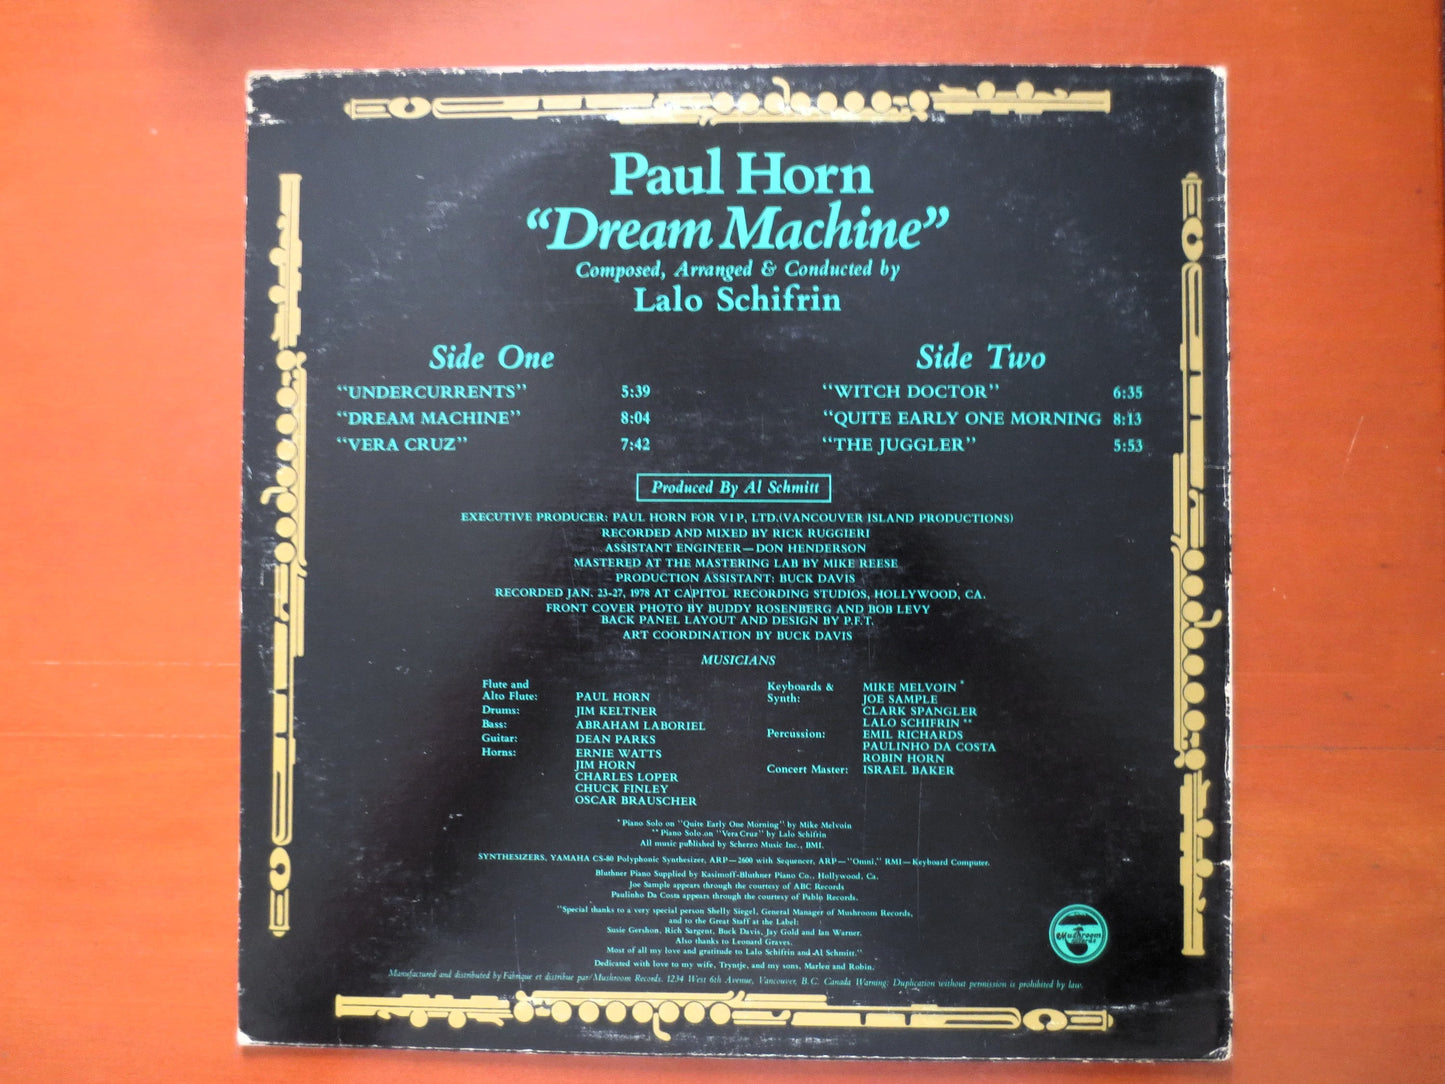 Paul Horn
“Dream Machine”
Composed, Arranged & Conducted by
Lalo Schifrin
Side One
“UNDERCURRENTS” 5:39
“DREAM MACHINE” 8:04
“VERA CRUZ” 7:42
Side Two
“WITCH DOCTOR” 6:35
“QUITE EARLY ONE MORNING 8:13
“THE JUGGLER” 5:53
Produced By Al Schmitt
EXECUTIVE PRODUCER: PAUL HORN FOR V.I.P., LTD.(VANCOUVER ISLAND PRODUCTIONS)
RECORDED AND MIXED BY RICK RUGGIERI
ASSISTANT ENGINEER—DON HENDERSON
MASTERED AT THE MASTERING LAB BY MIKE REESE
PRODUCTION ASSISTANT: BUCK DAVIS
RECORDED JAN. 23-27, 1978 AT CAPITOL RECORDING STUDIOS, HOLLYWOOD, CA.
FRONT COVER PHOTO BY BUDDY ROSENBERG AND BOB LEVY
BACK PANEL LAYOUT AND DESIGN BY P.F.T.
ART COORDINATION BY BUCK DAVIS
MUSICIANS
Flute and
Alto Flute: PAUL HORN
Drums: JIM KELTNER
Bass: ABRAHAM LABORIEL
Guitar: DEAN PARKS
Horns: ERNIE WATTS
JIM HORN
CHARLES LOPER
CHUCK FINLEY
OSCAR BRAUSCHER
Keyboards & MIKE MELVOIN *
Synth: JOE SAMPLE
CLARK SPANGLER
LALO SCHIFRIN **
Percussion: EMIL RICHARDS
PAULINHO DA COSTA
ROBIN HORN
Concert Master: ISRAEL BAKER
*Piano Solo on “Quite Early One Morning” by Mike Melvoin
**Piano Solo on “Vera Cruz” by Lalo Schifrin
All music published by Scherzo Music Inc., BMI.
SYNTHESIZERS, YAMAHA CS-80 Polyphonic Synthesizer, ARP—2600 with Sequencer, ARP—“Omni,” RMI—Keyboard Computer.
Bluthner Piano Supplied by Kasimoff-Bluthner Piano Co., Hollywood, Ca.
Joe Sample appears through the courtesy of ABC Records
Paulinho Da Costa appears through the courtesy of Pablo Records.
“Special thanks to a very special person Shelly Siegel, General Manager of Mushroom Records,
and to the Great Staff at the Label:
Susie Gershon, Rich Sargent, Buck Davis, Jay Gold and Ian Warner.
Also thanks to Leonard Graves.
Most of all my love and gratitude to Lalo Schifrin and Al Schmitt.”
Dedicated with love to my wife, Tryntje, and my sons, Marlen and Robin.
Mushroom
Records
Manufactured and distributed by/Fabrique et distribue par/Mushroom Records. 1234 West 6th Avenue, Vancouver, B.C. Canada Warning: Duplication without permission is prohibited by law.